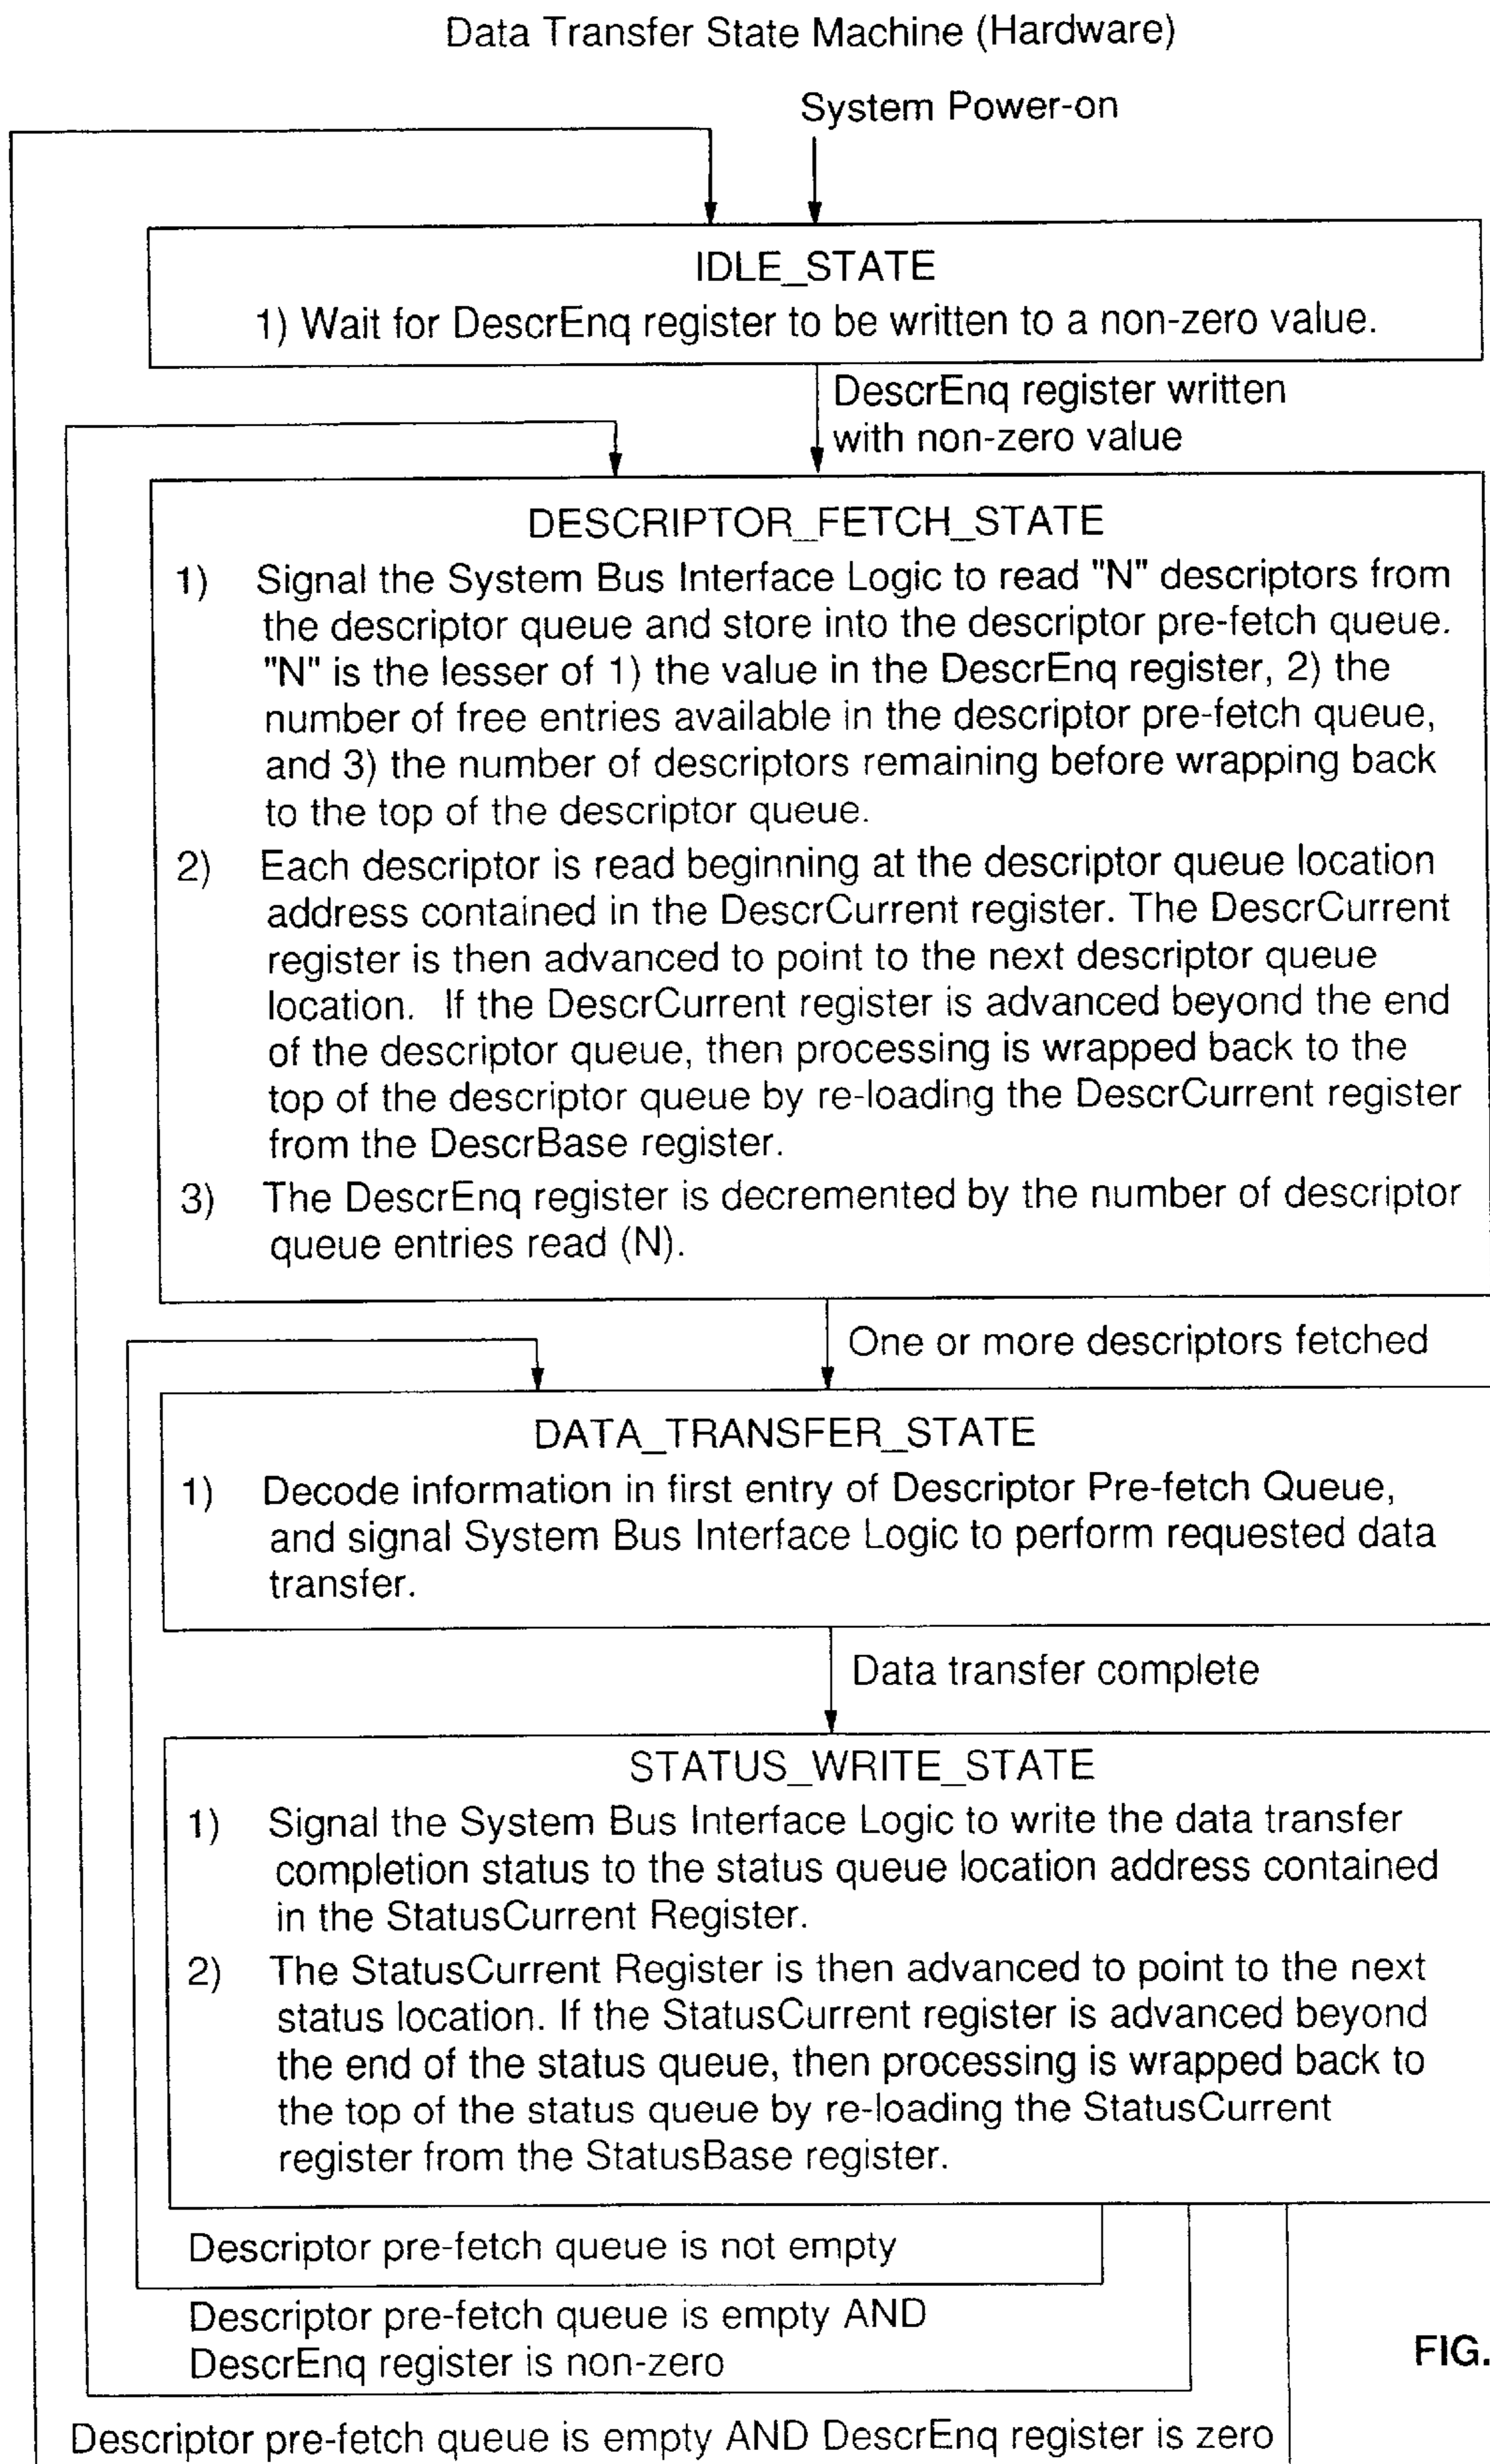 Data Transfer State Machine (Hardware)
System Power-on
IDLE_STATE
1) Wait for DescrEnq register to be written to a non-zero value.
DescrEnq register written
with non-zero value
DESCRIPTOR_FETCH_STATE
1) Signal the System Bus Interface Logic to read "N" descriptors from
the descriptor queue and store into the descriptor pre-fetch queue.
"N" is the lesser of 1) the value in the DescrEnq register, 2) the
number of free entries available in the descriptor pre-fetch queue,
and 3) the number of descriptors remaining before wrapping back
to the top of the descriptor queue.
2) Each descriptor is read beginning at the descriptor queue location
address contained in the DescrCurrent register. The DescrCurrent
register is then advanced to point to the next descriptor queue
location. If the DescrCurrent register is advanced beyond the end
of the descriptor queue, then processing is wrapped back to the
top of the descriptor queue by re-loading the DescrCurrent register
from the DescrBase register.
3) The DescrEnq register is decremented by the number of descriptor
queue entries read (N).
One or more descriptors fetched
DATA_TRANSFER_STATE
1) Decode information in first entry of Descriptor Pre-fetch Queue,
and signal System Bus Interface Logic to perform requested data
transfer.
Data transfer complete
STATUS_WRITE_STATE
1) Signal the System Bus Interface Logic to write the data transfer
completion status to the status queue location address contained
in the StatusCurrent Register.
2) The StatusCurrent Register is then advanced to point to the next
status location. If the StatusCurrent register is advanced beyond
the end of the status queue, then processing is wrapped back to
the top of the status queue by re-loading the StatusCurrent
register from the StatusBase register.
Descriptor pre-fetch queue is not empty
Descriptor pre-fetch queue is empty AND
DescrEnq register is non-zero
FIG.
Descriptor pre-fetch queue is empty AND DescrEnq register is zero